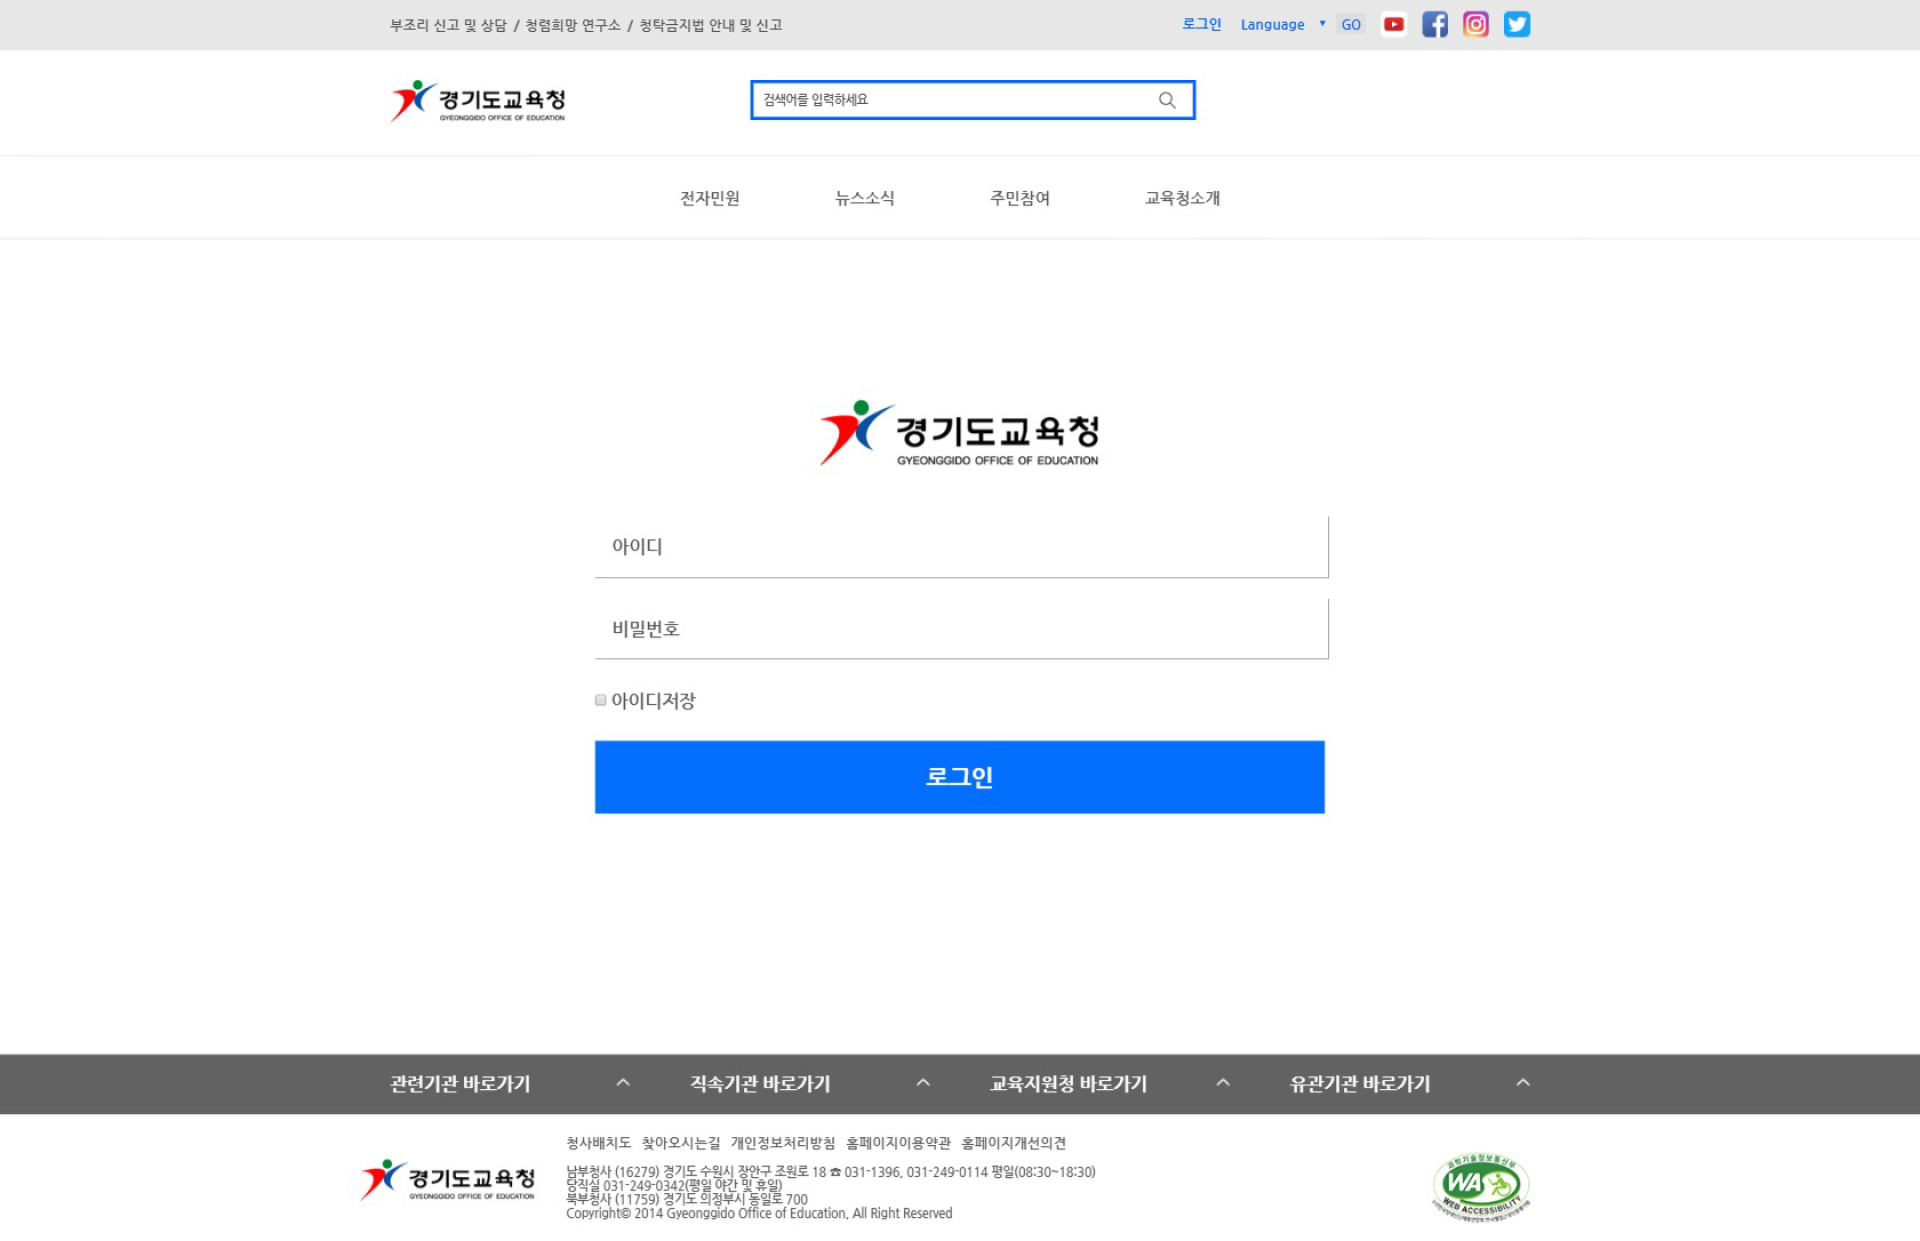 부조리 신고 및 상담 / 청렴희망 연구소 / 청탁금지법 안내 및 신고
로그인 Language ▼ GO
경기도교육청
GYEONGGIDO OFFICE OF EDUCATION
검색어를 입력하세요
전자민원 뉴스소식 주민참여 교육청소개
경기도교육청
GYEONGGIDO OFFICE OF EDUCATION
아이디
비밀번호
아이디저장
로그인
관련기관 바로가기 직속기관 바로가기 교육지원청 바로가기 유관기관 바로가기
청사배치도 찾아오시는길 개인정보처리방침 홈페이지이용약관 홈페이지개선의견
남부청사 (16279) 경기도 수원시 장안구 조원로 18 ☎ 031-1396, 031-249-0114 평일(08:30~18:30)
당직실 031-249-0342(평일 야간 및 휴일)
북부청사 (11759) 경기도 의정부시 동일로 700
Copyright© 2014 Gyeonggido Office of Education, All Right Reserved
경기도교육청
GYEONGGIDO OFFICE OF EDUCATION
과학기술정보통신부
WA
WEB ACCESSIBILITY